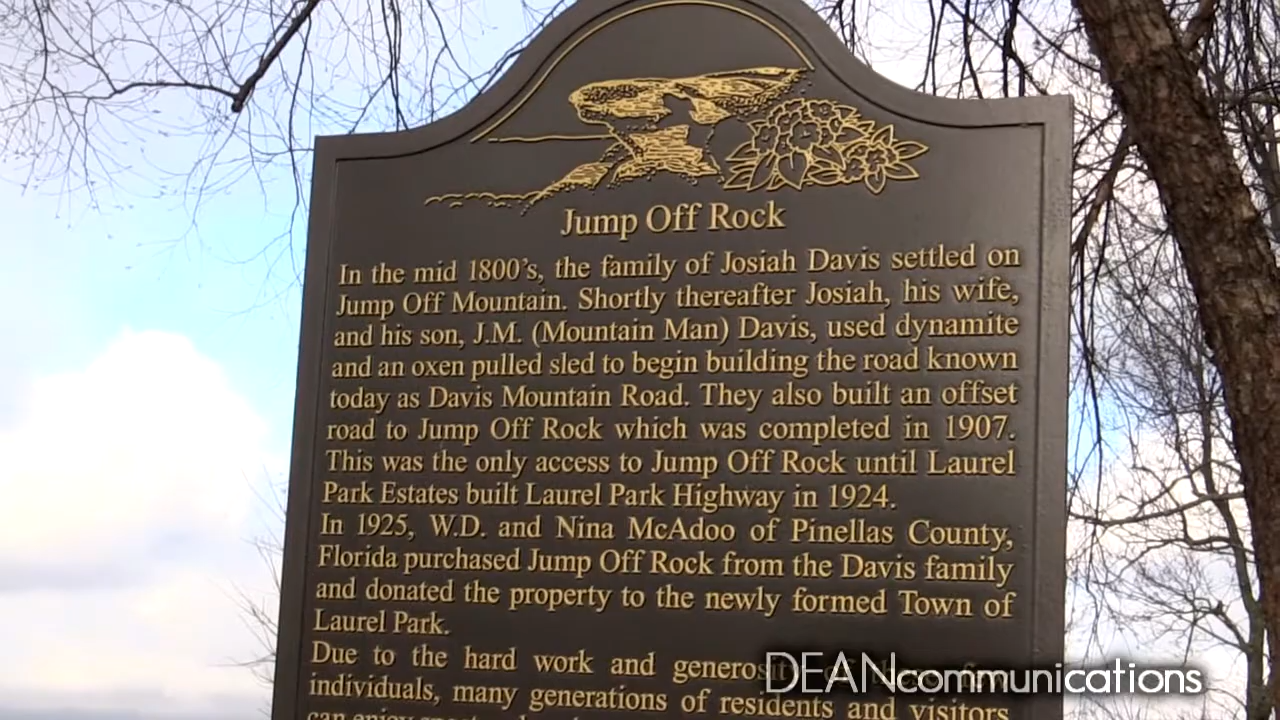 Jump Off Rock
In the mid 1800's, the family of Josiah Davis settled on
Jump Off Mountain. Shortly thereafter Josiah, his wife,
and his son, J.M. (Mountain Man) Davis, used dynamite
and an oxen pulled sled to begin building the road known
today as Davis Mountain Road. They also built an offset
road to Jump Off Rock which was completed in 1907.
This was the only access to Jump Off Rock until Laurel
Park Estates built Laurel Park Highway in 1924.
In 1925, W.D. and Nina McAdoo of Pinellas County,
Florida purchased Jump Off Rock from the Davis family
and donated the property to the newly formed Town of
Laurel Park.
Due to the hard work and
individuals, many generations of residents and visitors
can enjoy
DEANcommunications